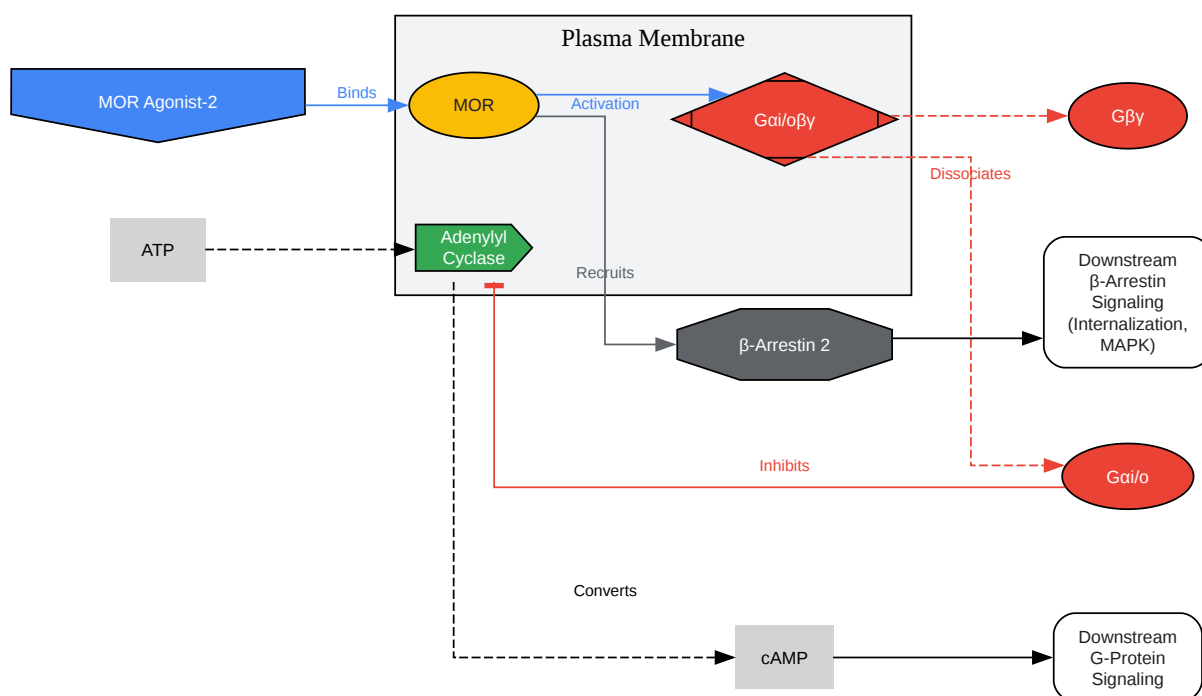 Plasma Membrane
MOR Agonist-2
Binds
MOR
Activation
Gαi/oβγ
Gβγ
Dissociates
ATP
Adenylyl
Cyclase
Recruits
Downstream
β-Arrestin
Signaling
(Internalization,
MAPK)
β-Arrestin 2
Inhibits
Gαi/o
Converts
cAMP
Downstream
G-Protein
Signaling